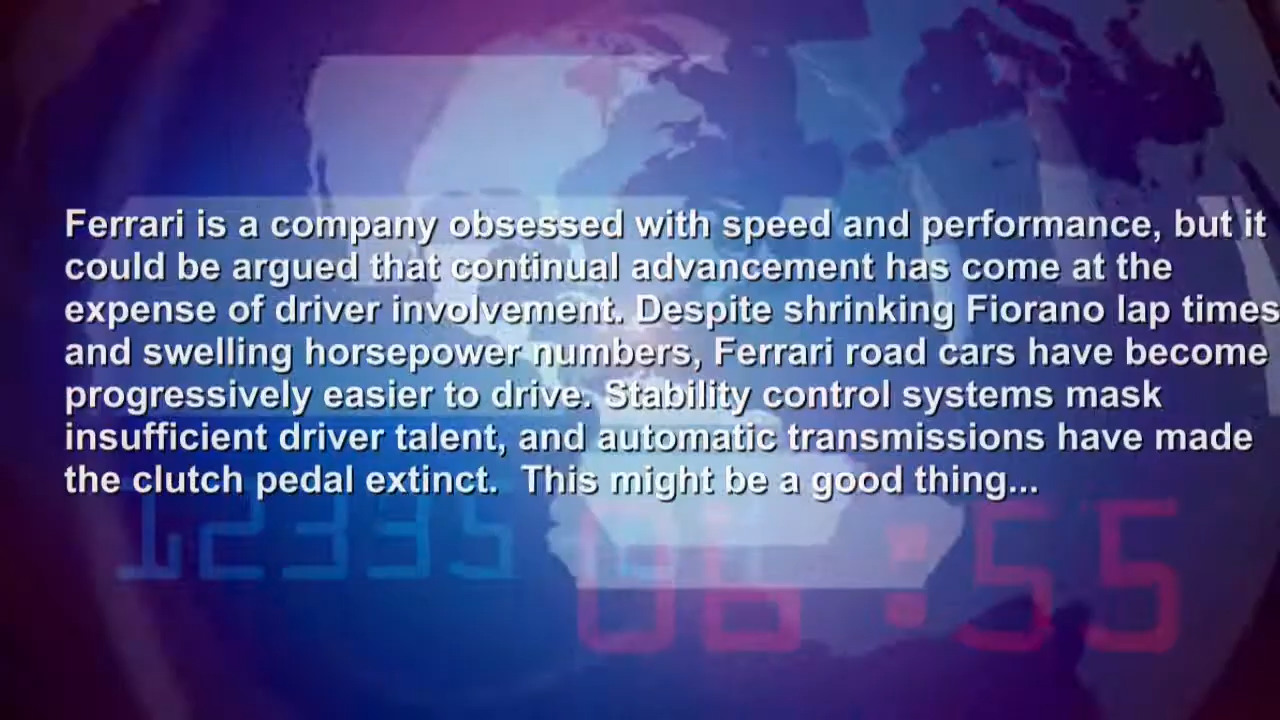 Ferrari is a company obsessed with speed and performance, but it
could be argued that continual advancement has come at the
expense of driver involvement. Despite shrinking Fiorano lap times
and swelling horsepower numbers, Ferrari road cars have become
progressively easier to drive. Stability control systems mask
insufficient driver talent, and automatic transmissions have made
the clutch pedal extinct.  This might be a good thing...
12335
06:55